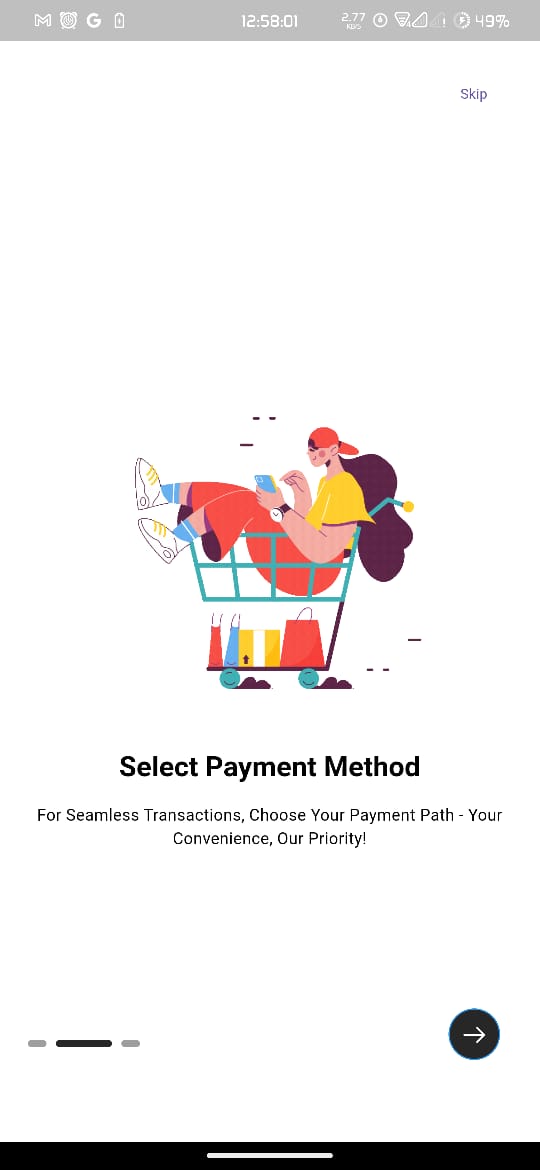 12:58:01
2.77
KB/S
49%
Skip
Select Payment Method
For Seamless Transactions, Choose Your Payment Path - Your
Convenience, Our Priority!